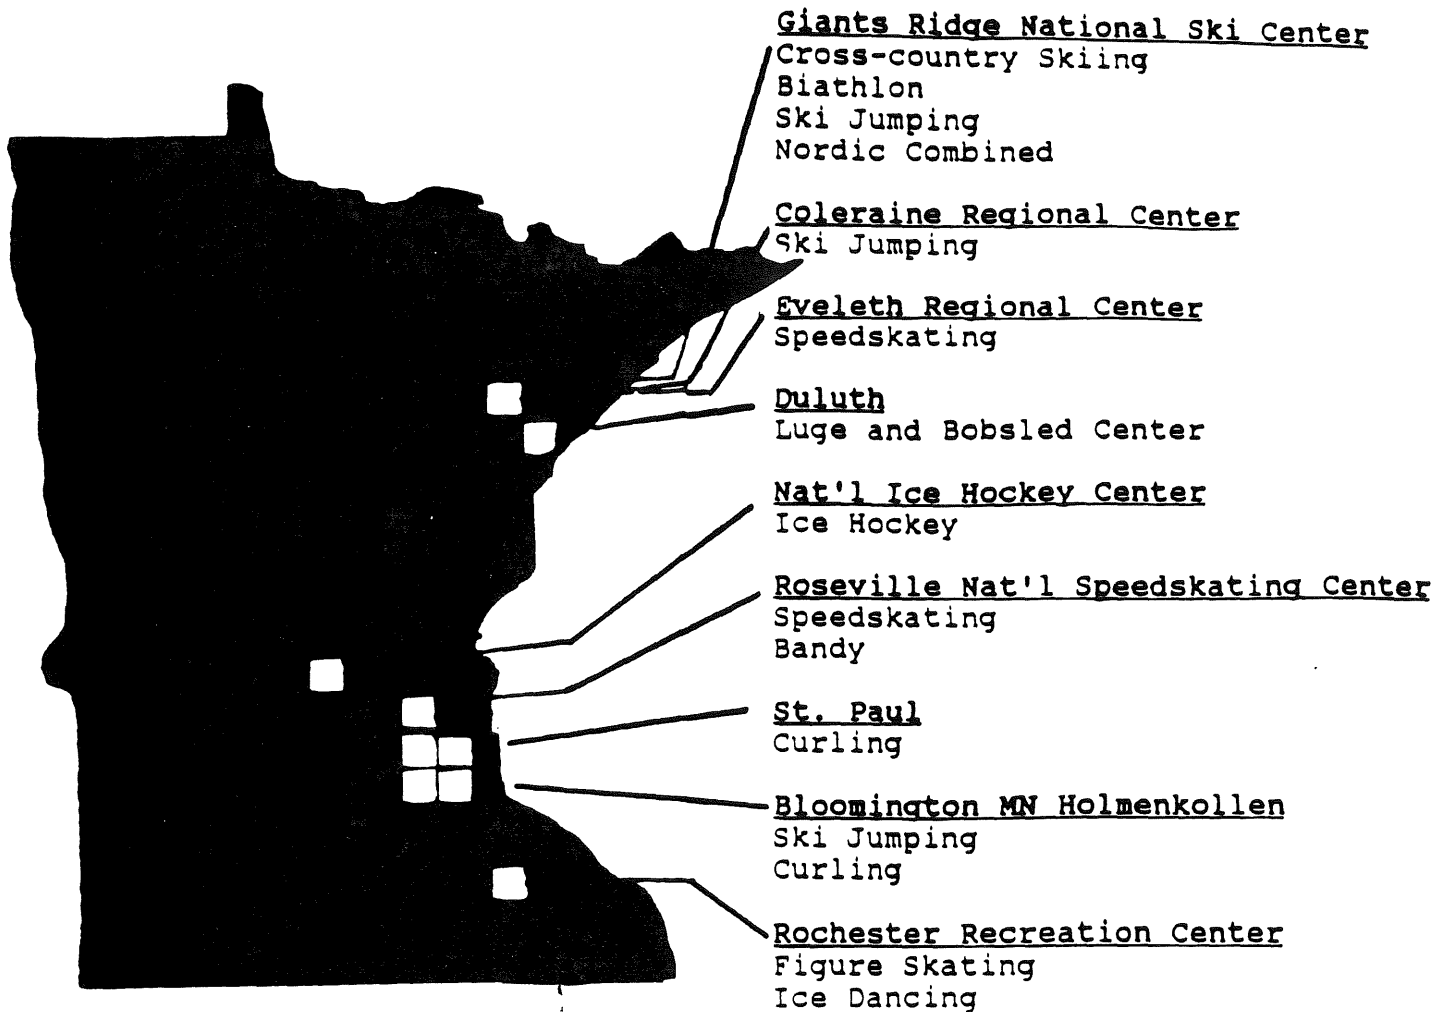 Giants Ridge National Ski Center
Cross-country Skiing
Biathlon
Ski Jumping
Nordic Combined
Coleraine Regional Center
Ski Jumping
Eveleth Regional Center
Speedskating
Duluth
Luge and Bobsled Center
Nat'l Ice Hockey Center
Ice Hockey
Roseville Nat'l Speedskating Center
Speedskating
Bandy
St. Paul
Curling
Bloomington MN Holmenkollen
Ski Jumping
Curling
Rochester Recreation Center
Figure Skating
Ice Dancing